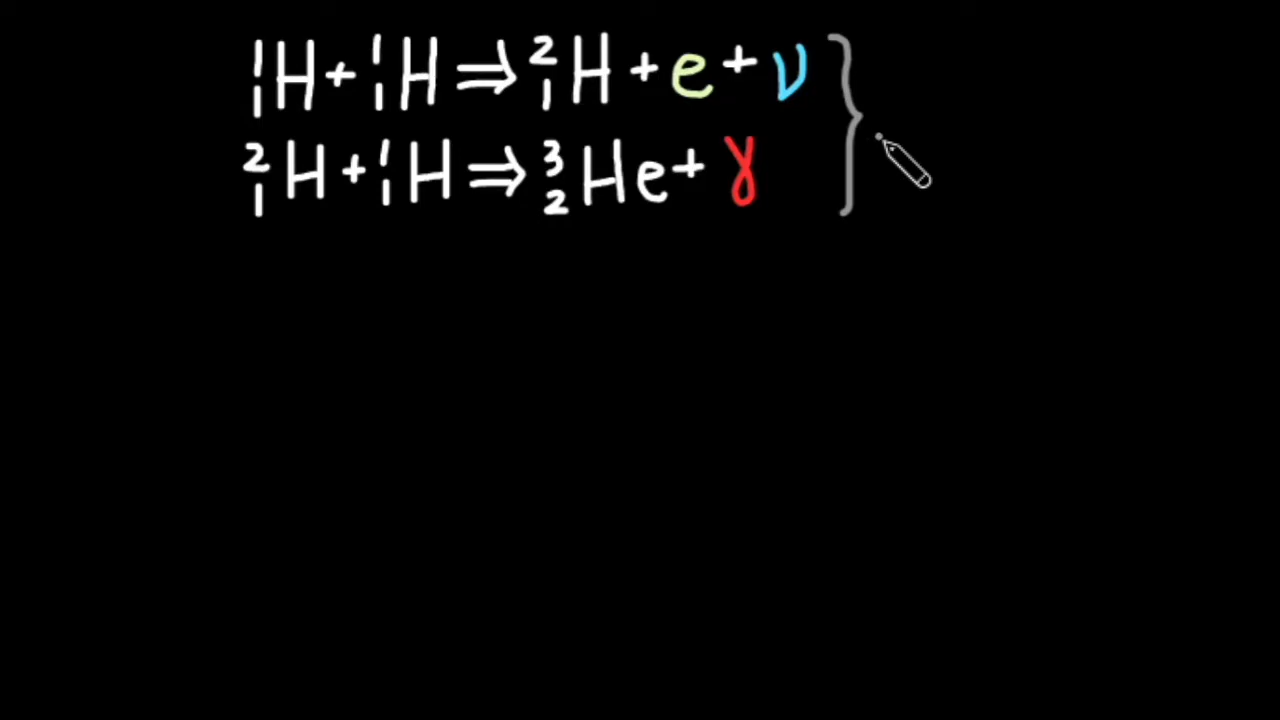 ¹₁H + ¹₁H ⇒ ²₁H + e + ν
²₁H + ¹₁H ⇒ ³₂He + γ